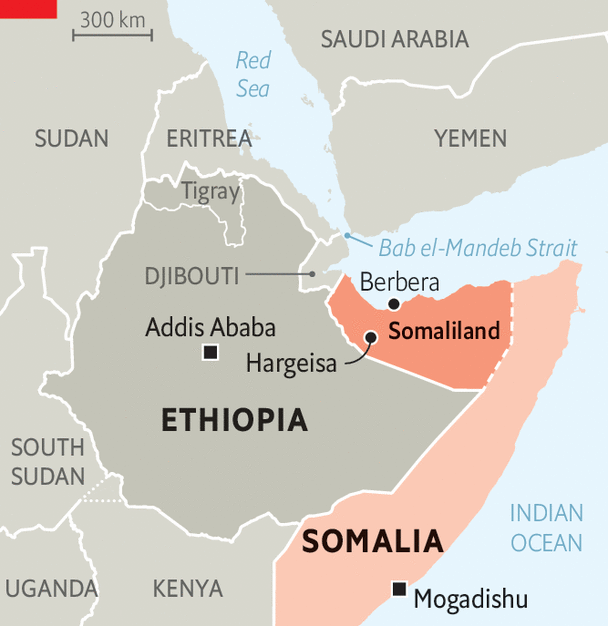 300 km
SAUDI ARABIA
Red
Sea
SUDAN
ERITREA
YEMEN
Tigray
Bab el-Mandeb Strait
DJIBOUTI
Berbera
Addis Ababa
Somaliland
Hargeisa
ETHIOPIA
SOUTH
SUDAN
INDIAN
OCEAN
SOMALIA
UGANDA
KENYA
Mogadishu